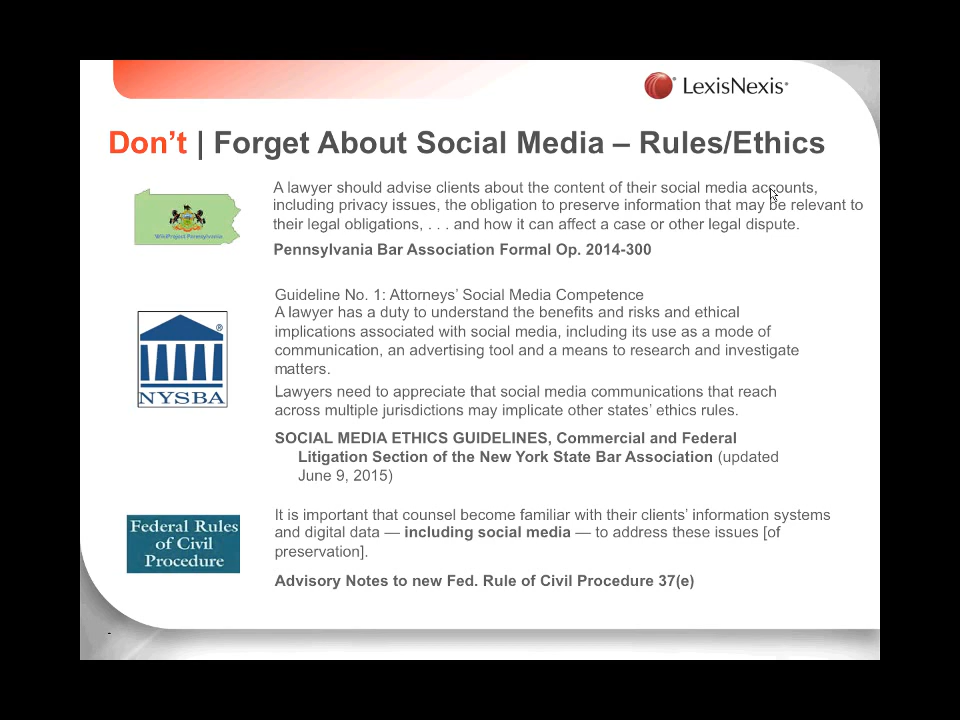 LexisNexis®
Don't | Forget About Social Media – Rules/Ethics
A lawyer should advise clients about the content of their social media accounts,
including privacy issues, the obligation to preserve information that may be relevant to
their legal obligations, . . . and how it can affect a case or other legal dispute.
WikiProject Pennsylvania
Pennsylvania Bar Association Formal Op. 2014-300
Guideline No. 1: Attorneys' Social Media Competence
A lawyer has a duty to understand the benefits and risks and ethical
implications associated with social media, including its use as a mode of
communication, an advertising tool and a means to research and investigate
matters.
®
NYSBA
Lawyers need to appreciate that social media communications that reach
across multiple jurisdictions may implicate other states' ethics rules.
SOCIAL MEDIA ETHICS GUIDELINES, Commercial and Federal
Litigation Section of the New York State Bar Association (updated
June 9, 2015)
Federal Rules
of Civil
Procedure
It is important that counsel become familiar with their clients' information systems
and digital data — including social media — to address these issues [of
preservation].
Advisory Notes to new Fed. Rule of Civil Procedure 37(e)
-